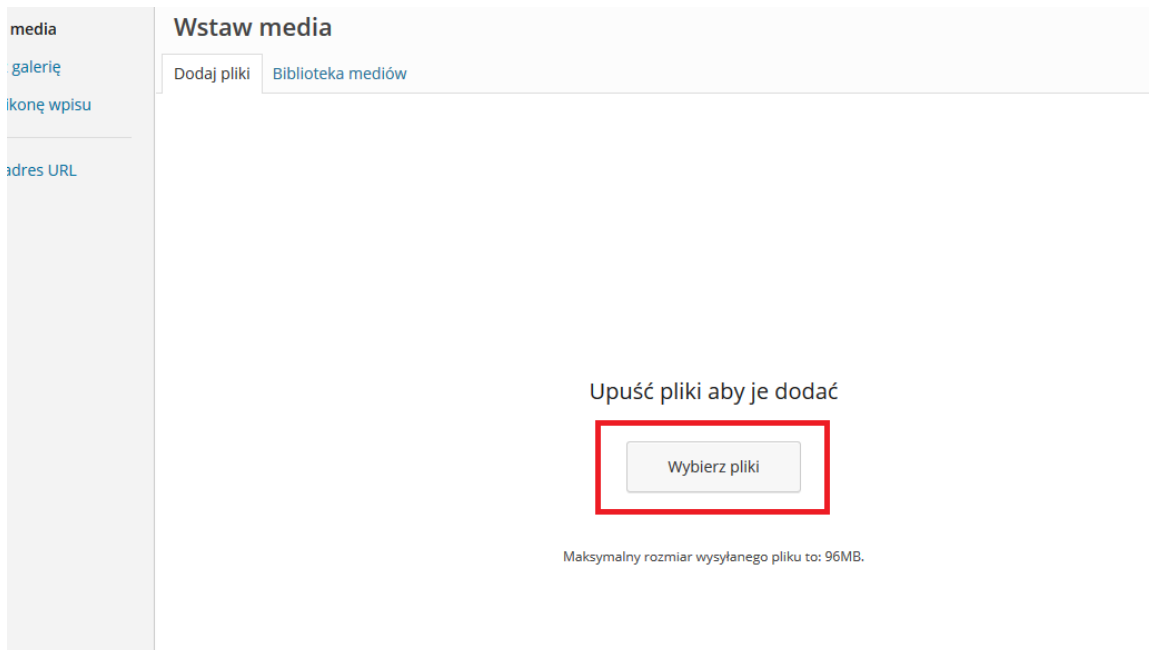 media
galerię
ikonę wpisu
adres URL
Wstaw media
Dodaj pliki Biblioteka mediów
Upuść pliki aby je dodać
Wybierz pliki
Maksymalny rozmiar wysyłanego pliku to: 96MB.